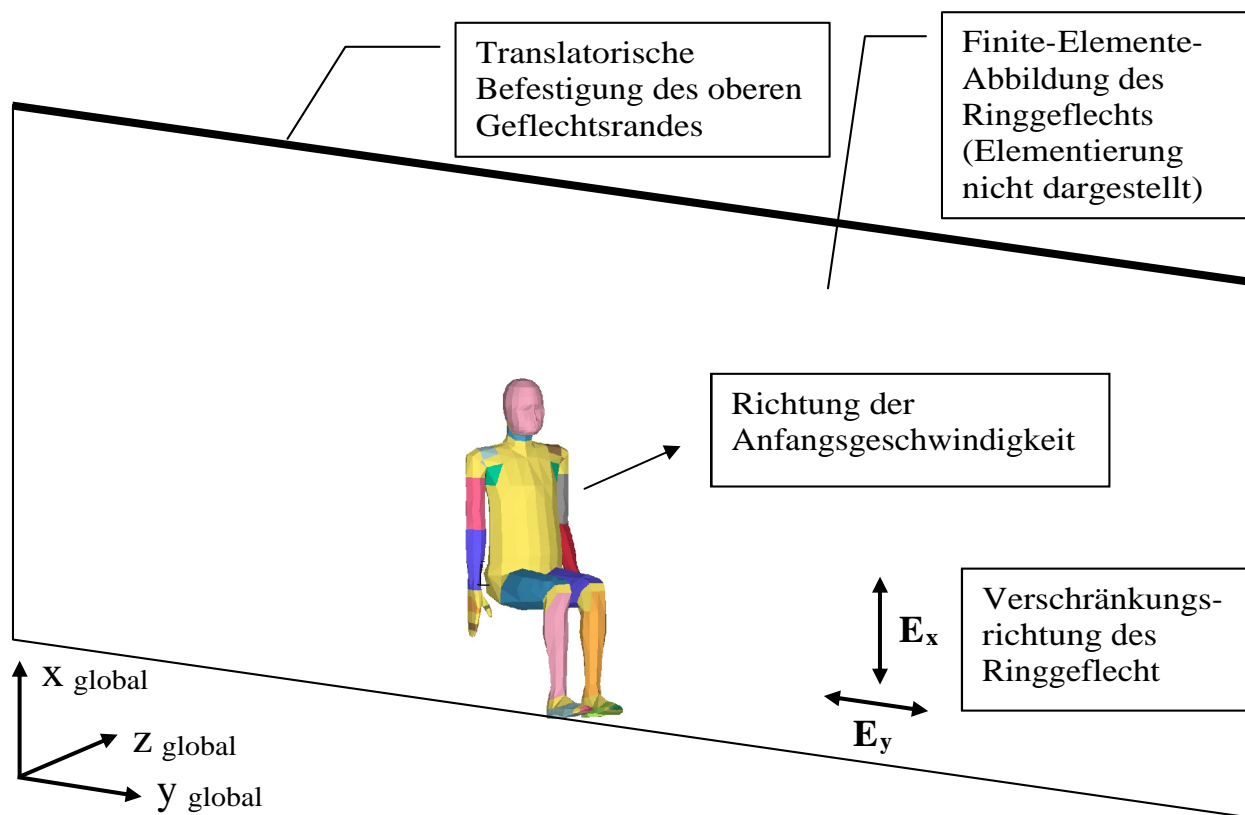 Translatorische
Befestigung des oberen
Geflechtsrandes
Finite-Elemente-
Abbildung des
Ringgeflechts
(Elementierung
nicht dargestellt)
Richtung der
Anfangsgeschwindigkeit
Verschränkungs-
richtung des
Ringgeflecht
Ex
Ey
x global
z global
y global